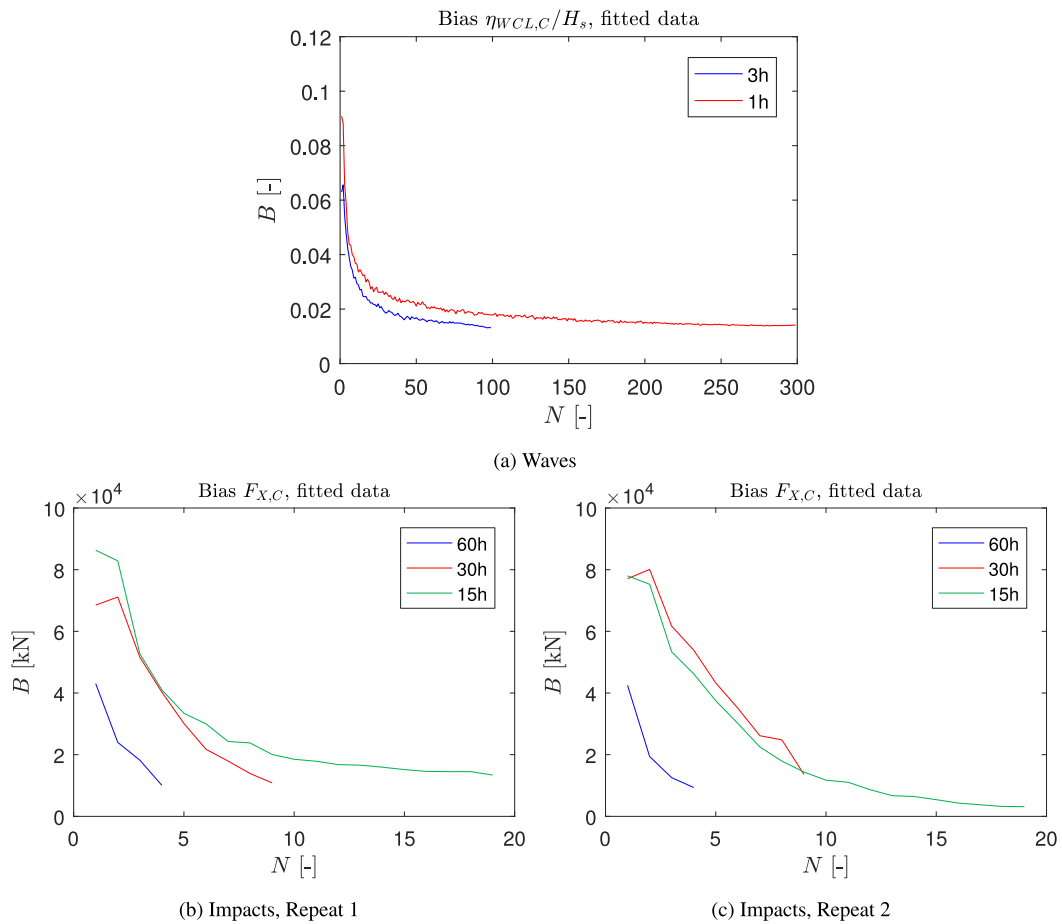 Bias η_{WCL,C}/H_s, fitted data
0.12
0.1
0.08
0.06
0.04
0.02
0
B [-]
3h
1h
0 50 100 150 200 250 300
N [-]
(a) Waves
×10^4 Bias F_{X,C}, fitted data
10
8
6
4
2
0
B [kN]
60h
30h
15h
0 5 10 15 20
N [-]
(b) Impacts, Repeat 1
×10^4 Bias F_{X,C}, fitted data
10
8
6
4
2
0
B [kN]
60h
30h
15h
0 5 10 15 20
N [-]
(c) Impacts, Repeat 2